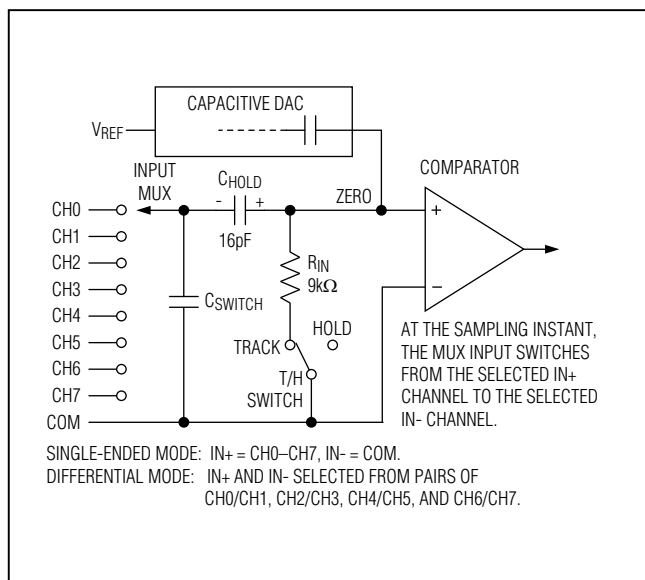 CAPACITIVE DAC
VREF
COMPARATOR
INPUT
MUX
CHOLD
ZERO
- +
16pF
+
−
CH0
CH1
CH2
CH3
CH4
CH5
CH6
CH7
COM
CSWITCH
RIN
9kΩ
HOLD
TRACK
T/H
SWITCH
AT THE SAMPLING INSTANT,
THE MUX INPUT SWITCHES
FROM THE SELECTED IN+
CHANNEL TO THE SELECTED
IN- CHANNEL.
SINGLE-ENDED MODE: IN+ = CH0–CH7, IN- = COM.
DIFFERENTIAL MODE: IN+ AND IN- SELECTED FROM PAIRS OF
CH0/CH1, CH2/CH3, CH4/CH5, AND CH6/CH7.